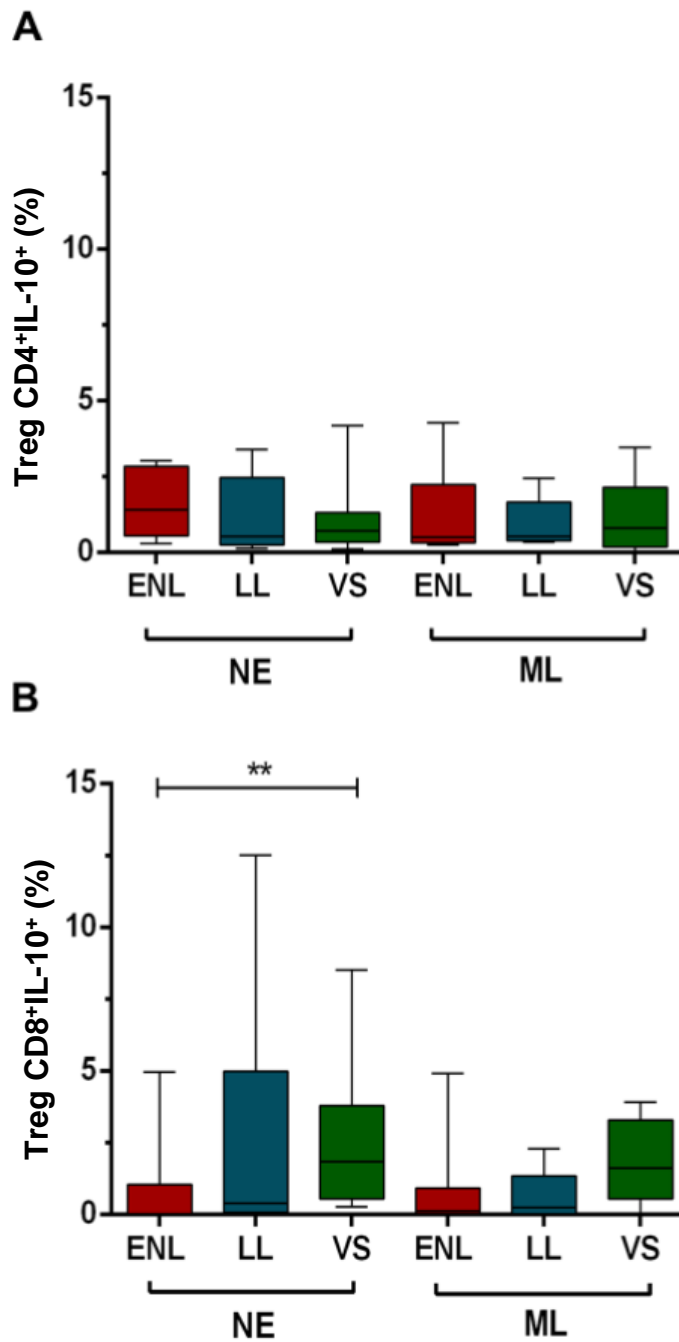 A
Treg CD4⁺IL-10⁺ (%)
15
10
5
0
ENL LL VS ENL LL VS
NE ML
B
**
Treg CD8⁺IL-10⁺ (%)
15
10
5
0
ENL LL VS ENL LL VS
NE ML